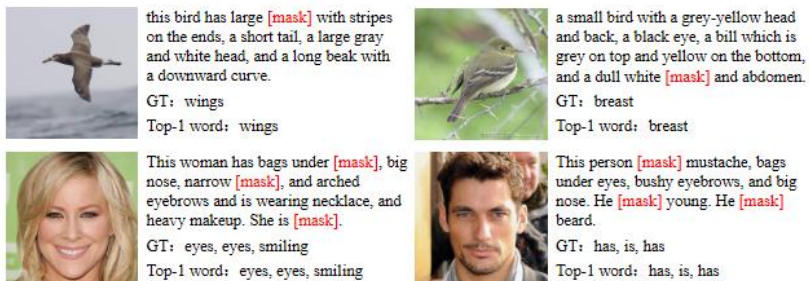 this bird has large [mask] with stripes
on the ends, a short tail, a large gray
and white head, and a long beak with
a downward curve.
GT: wings
Top-1 word: wings
a small bird with a grey-yellow head
and back, a black eye, a bill which is
grey on top and yellow on the bottom,
and a dull white [mask] and abdomen.
GT: breast
Top-1 word: breast
This woman has bags under [mask], big
nose, narrow [mask], and arched
eyebrows and is wearing necklace, and
heavy makeup. She is [mask].
GT: eyes, eyes, smiling
Top-1 word: eyes, eyes, smiling
This person [mask] mustache, bags
under eyes, bushy eyebrows, and big
nose. He [mask] young. He [mask]
beard.
GT: has, is, has
Top-1 word: has, is, has